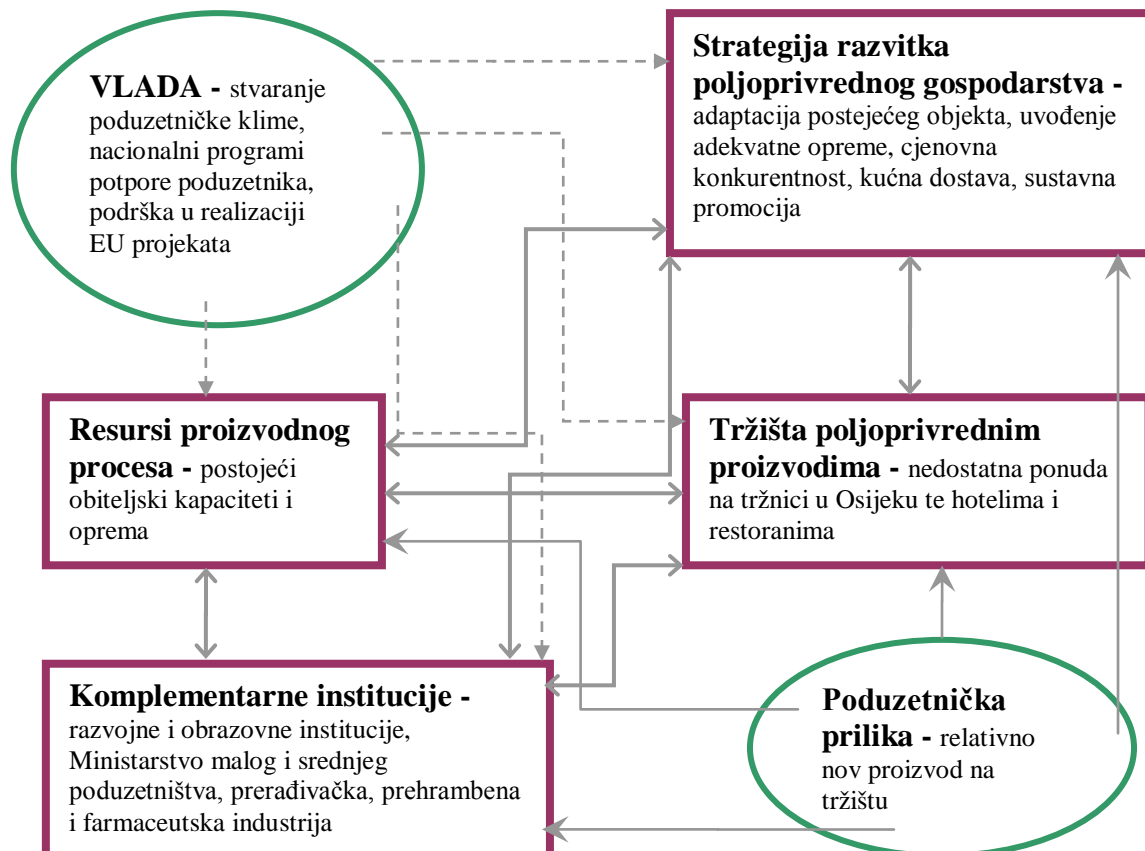 VLADA - stvaranje
poduzetničke klime,
nacionalni programi
potpore poduzetnika,
podrška u realizaciji
EU projekata
Strategija razvitka
poljoprivrednog gospodarstva -
adaptacija postejećeg objekta, uvođenje
adekvatne opreme, cjenovna
konkurentnost, kućna dostava, sustavna
promocija
Resursi proizvodnog
procesa - postojeći
obiteljski kapaciteti i
oprema
Tržišta poljoprivrednim
proizvodima - nedostatna ponuda
na tržnici u Osijeku te hotelima i
restoranima
Komplementarne institucije -
razvojne i obrazovne institucije,
Ministarstvo malog i srednjeg
poduzetništva, prerađivačka, prehrambena
i farmaceutska industrija
Poduzetnička
prilika - relativno
nov proizvod na
tržištu